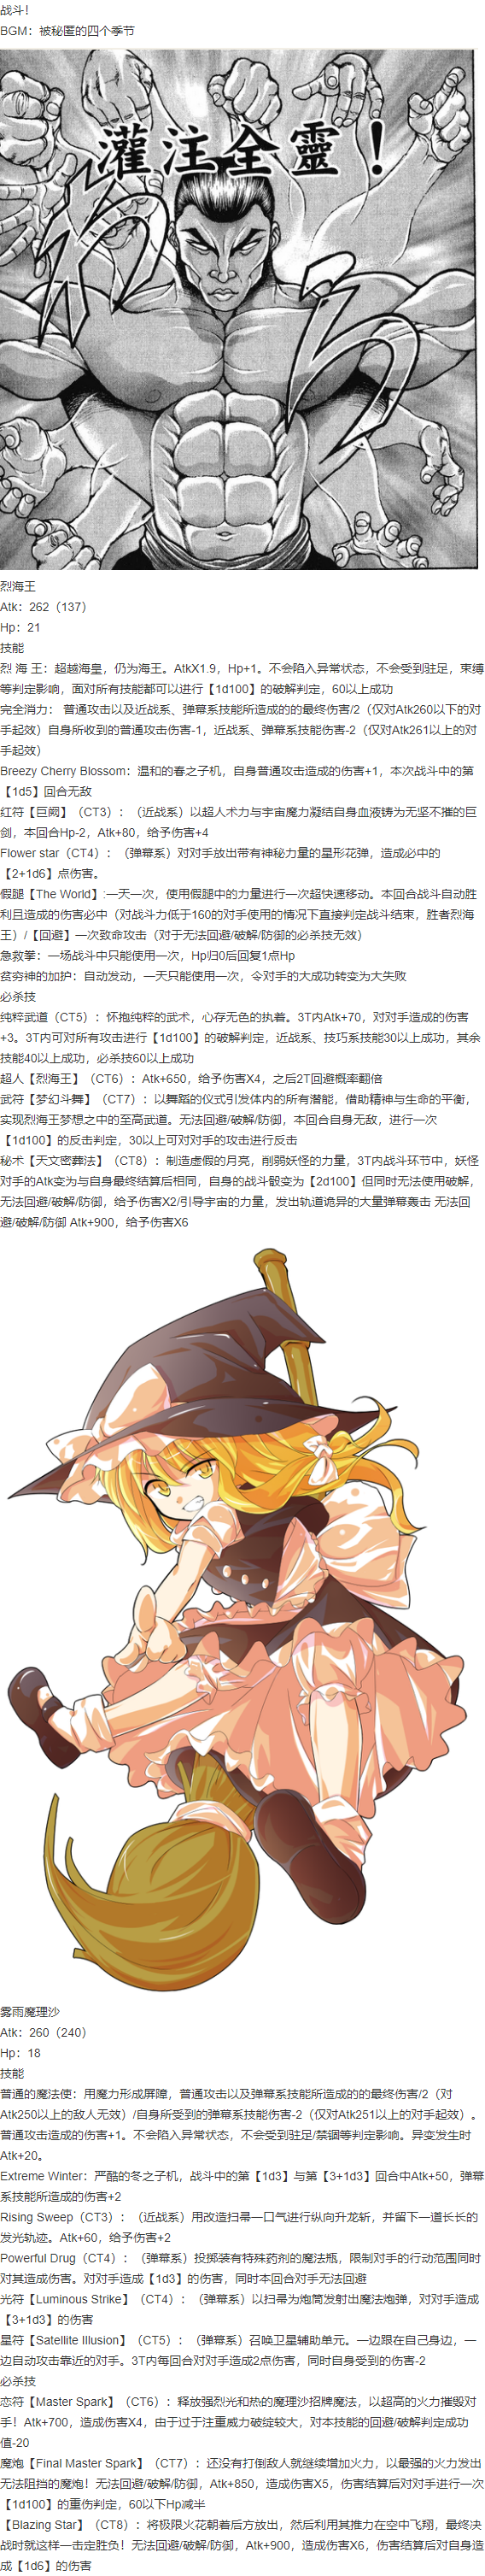 战斗！
BGM：被秘匿的四个季节
灌注全靈！
烈海王
Atk：262（137）
Hp：21
技能
烈 海 王：超越海皇，仍为海王。AtkX1.9，Hp+1。不会陷入异常状态，不会受到驻足，束缚
等判定影响，面对所有技能都可以进行【1d100】的破解判定，60以上成功
完全消力： 普通攻击以及近战系、弹幕系技能所造成的的最终伤害/2（仅对Atk260以下的对
手起效）自身所收到的普通攻击伤害-1，近战系、弹幕系技能伤害-2（仅对Atk261以上的对
手起效）
Breezy Cherry Blossom：温和的春之子机，自身普通攻击造成的伤害+1，本次战斗中的第
【1d5】回合无敌
红符【巨阙】（CT3）：（近战系）以超人术力与宇宙魔力凝结自身血液铸为无坚不摧的巨
剑，本回合Hp-2，Atk+80，给予伤害+4
Flower star（CT4）：（弹幕系）对对手放出带有神秘力量的星形花弹，造成必中的
【2+1d6】点伤害。
假腿【The World】:一天一次，使用假腿中的力量进行一次超快速移动。本回合战斗自动胜
利且造成的伤害必中（对战斗力低于160的对手使用的情况下直接判定战斗结束，胜者烈海
王）/【回避】一次致命攻击（对于无法回避/破解/防御的必杀技无效）
急救拳：一场战斗中只能使用一次，Hp归0后回复1点Hp
贫穷神的加护：自动发动，一天只能使用一次，令对手的大成功转变为大失败
必杀技
纯粹武道（CT5）：怀抱纯粹的武术，心存无色的执着。3T内Atk+70，对对手造成的伤害
+3。3T内可对所有攻击进行【1d100】的破解判定，近战系、技巧系技能30以上成功，其余
技能40以上成功，必杀技60以上成功
超人【烈海王】（CT6）：Atk+650，给予伤害X4，之后2T回避概率翻倍
武符【梦幻斗舞】（CT7）：以舞蹈的仪式引发体内的所有潜能，借助精神与生命的平衡，
实现烈海王梦想之中的至高武道。无法回避/破解/防御，本回合自身无敌，进行一次
【1d100】的反击判定，30以上可对对手的攻击进行反击
秘术【天文密葬法】（CT8）：制造虚假的月亮，削弱妖怪的力量，3T内战斗环节中，妖怪
对手的Atk变为与自身最终结算后相同，自身的战斗骰变为【2d100】但同时无法使用破解，
无法回避/破解/防御，给予伤害X2/引导宇宙的力量，发出轨道诡异的大量弹幕轰击 无法回
避/破解/防御 Atk+900，给予伤害X6
雾雨魔理沙
Atk：260（240）
Hp：18
技能
普通的魔法使：用魔力形成屏障，普通攻击以及弹幕系技能所造成的的最终伤害/2（对
Atk250以上的敌人无效）/自身所受到的弹幕系技能伤害-2（仅对Atk251以上的对手起效）。
普通攻击造成的伤害+1。不会陷入异常状态，不会受到驻足/禁锢等判定影响。异变发生时
Atk+20。
Extreme Winter：严酷的冬之子机，战斗中的第【1d3】与第【3+1d3】回合中Atk+50，弹幕
系技能所造成的伤害+2
Rising Sweep（CT3）：（近战系）用改造扫帚一口气进行纵向升龙斩，并留下一道长长的
发光轨迹。Atk+60，给予伤害+2
Powerful Drug（CT4）：（弹幕系）投掷装有特殊药剂的魔法瓶，限制对手的行动范围同时
对其造成伤害。对对手造成【1d3】的伤害，同时本回合对手无法回避
光符【Luminous Strike】（CT4）：（弹幕系）以扫帚为炮筒发射出魔法炮弹，对对手造成
【3+1d3】的伤害
星符【Satellite Illusion】（CT5）：（弹幕系）召唤卫星辅助单元。一边跟在自己身边，一
边自动攻击靠近的对手。3T内每回合对对手造成2点伤害，同时自身受到的伤害-2
必杀技
恋符【Master Spark】（CT6）：释放强烈光和热的魔理沙招牌魔法，以超高的火力摧毁对
手！Atk+700，造成伤害X4，由于过于注重威力破绽较大，对本技能的回避/破解判定成功
值-20
魔炮【Final Master Spark】（CT7）：还没有打倒敌人就继续增加火力，以最强的火力发出
无法阻挡的魔炮！无法回避/破解/防御，Atk+850，造成伤害X5，伤害结算后对对手进行一次
【1d100】的重伤判定，60以下Hp减半
【Blazing Star】（CT8）：将极限火花朝着后方放出，然后利用其推力在空中飞翔，最终决
战时就这样一击定胜负！无法回避/破解/防御，Atk+900，造成伤害X6，伤害结算后对自身造
成【1d6】的伤害